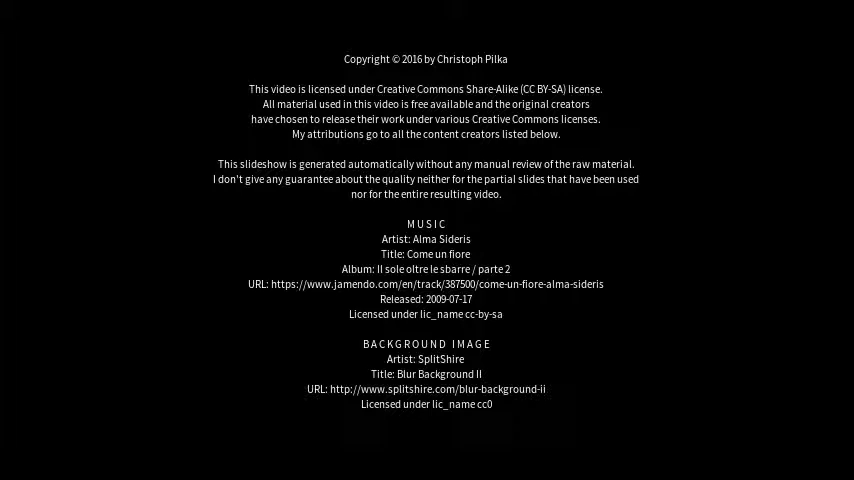 Copyright © 2016 by Christoph Pilka
This video is licensed under Creative Commons Share-Alike (CC BY-SA) license.
All material used in this video is free available and the original creators
have chosen to release their work under various Creative Commons licenses.
My attributions go to all the content creators listed below.
This slideshow is generated automatically without any manual review of the raw material.
I don't give any guarantee about the quality neither for the partial slides that have been used
nor for the entire resulting video.
MUSIC
Artist: Alma Sideris
Title: Come un fiore
Album: Il sole oltre le sbarre / parte 2
URL: https://www.jamendo.com/en/track/387500/come-un-fiore-alma-sideris
Released: 2009-07-17
Licensed under lic_name cc-by-sa
BACKGROUND IMAGE
Artist: SplitShire
Title: Blur Background II
URL: http://www.splitshire.com/blur-background-ii
Licensed under lic_name cc0